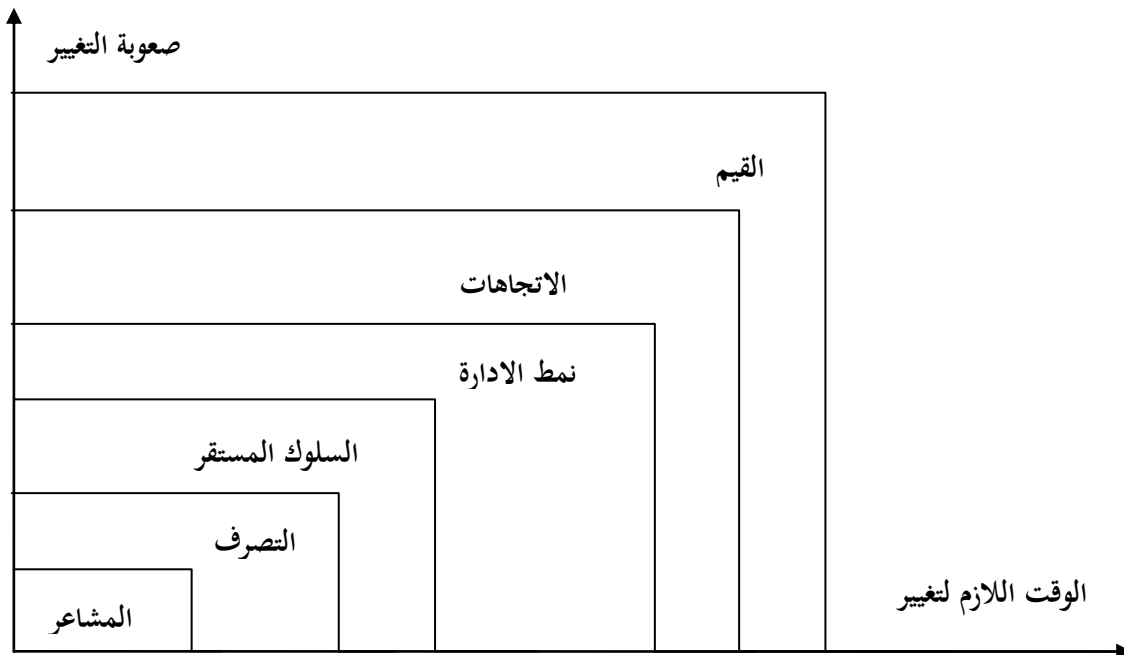 صعوبة التغيير
القيم
الاتجاهات
نمط الادارة
السلوك المستقر
التصرف
الوقت اللازم لتغيير
المشاعر